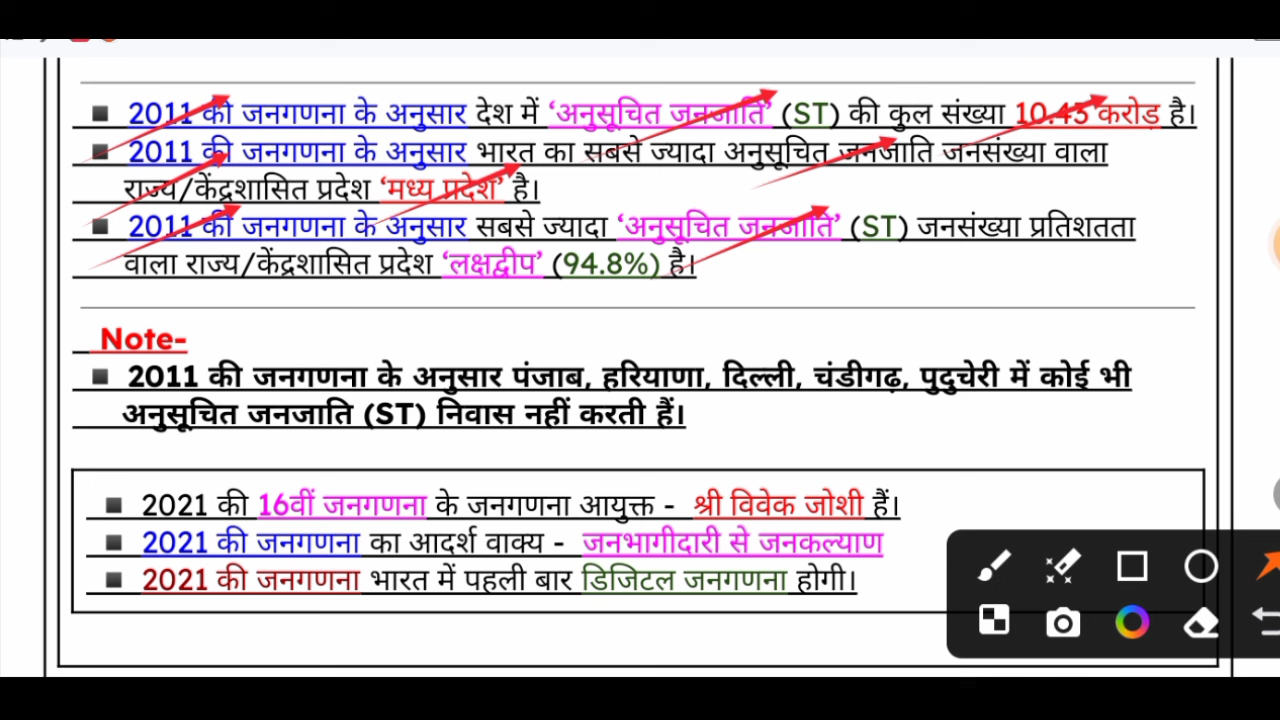 ▪ 2011 की जनगणना के अनुसार देश में ‘अनुसूचित जनजाति’ (ST) की कुल संख्या 10.43 करोड़ है।
▪ 2011 की जनगणना के अनुसार भारत का सबसे ज्यादा अनुसूचित जनजाति जनसंख्या वाला
राज्य/केंद्रशासित प्रदेश ‘मध्य प्रदेश’ है।
▪ 2011 की जनगणना के अनुसार सबसे ज्यादा ‘अनुसूचित जनजाति’ (ST) जनसंख्या प्रतिशतता
वाला राज्य/केंद्रशासित प्रदेश ‘लक्षद्वीप’ (94.8%) है।
Note-
▪ 2011 की जनगणना के अनुसार पंजाब, हरियाणा, दिल्ली, चंडीगढ़, पुदुचेरी में कोई भी
अनुसूचित जनजाति (ST) निवास नहीं करती हैं।
▪ 2021 की 16वीं जनगणना के जनगणना आयुक्त - श्री विवेक जोशी हैं।
▪ 2021 की जनगणना का आदर्श वाक्य - जनभागीदारी से जनकल्याण
▪ 2021 की जनगणना भारत में पहली बार डिजिटल जनगणना होगी।